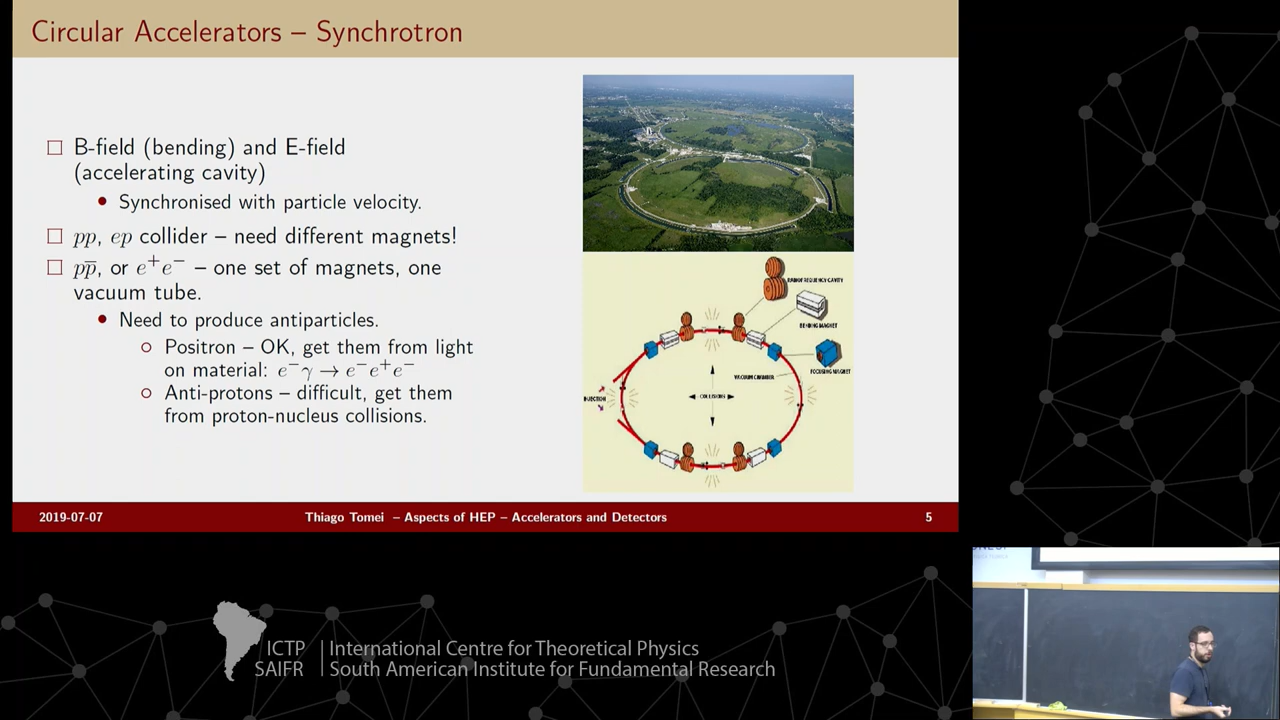 Circular Accelerators – Synchrotron
□ B-field (bending) and E-field
(accelerating cavity)
• Synchronised with particle velocity.
□ pp, ep collider – need different magnets!
□ pp̅, or e⁺e⁻ – one set of magnets, one
vacuum tube.
• Need to produce antiparticles.
○ Positron – OK, get them from light
on material: e⁻γ → e⁻e⁺e⁻
○ Anti-protons – difficult, get them
from proton-nucleus collisions.
RADIOFREQUENCY CAVITY
BENDING MAGNET
FOCUSING MAGNET
VACUUM CHAMBER
INJECTION
COLLISIONS
2019-07-07 Thiago Tomei – Aspects of HEP – Accelerators and Detectors 5
ICTP | International Centre for Theoretical Physics
SAIFR | South American Institute for Fundamental Research